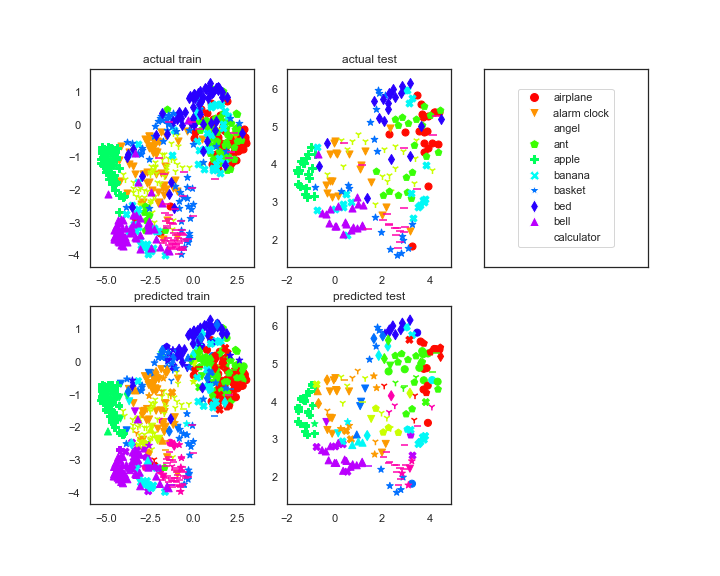 actual train
actual test
1
0
−1
−2
−3
−4
−5.0
−2.5
0.0
2.5
6
5
4
3
2
−2
0
2
4
airplane
alarm clock
angel
ant
apple
banana
basket
bed
bell
calculator
predicted train
predicted test
1
0
−1
−2
−3
−4
−5.0
−2.5
0.0
2.5
6
5
4
3
2
−2
0
2
4